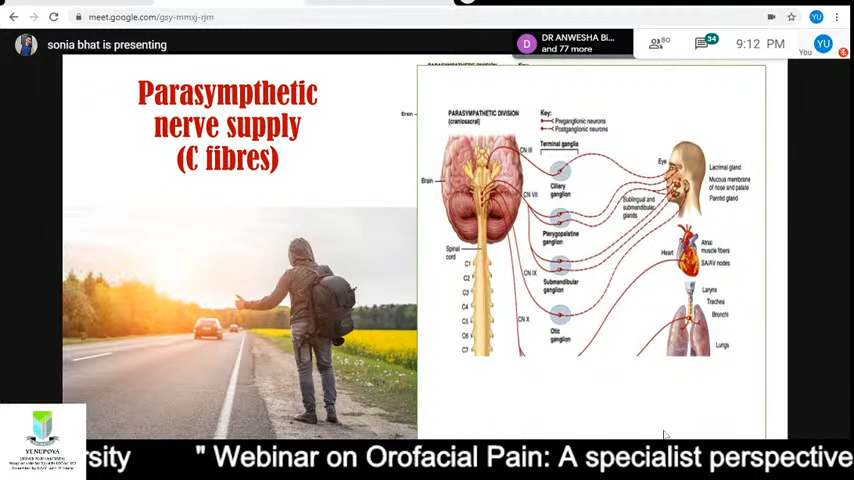 meet.google.com/gsy-mmxj-rjm
YU
sonia bhat is presenting
D
DR ANWESHA Bi...
and 77 more
80
34
9:12 PM
YU
You
Parasympthetic
nerve supply
(C fibres)
Brain
PARASYMPATHETIC DIVISION
(craniosacral)
Key:
Preganglionic neurons
Postganglionic neurons
Terminal ganglia
CN III
Eye
Lacrimal gland
Mucous membrane
of nose and palate
Parotid gland
Brain
CN VII
Ciliary
ganglion
Sublingual and
submandibular
glands
Pterygopalatine
ganglion
Spinal
cord
C1
C2
C3
C4
C5
C6
C7
CN IX
Submandibular
ganglion
CN X
Otic
ganglion
Heart
Atrial
muscle fibers
SA/AV nodes
Larynx
Trachea
Bronchi
Lungs
YENEPOYA
rsity " Webinar on Orofacial Pain: A specialist perspective